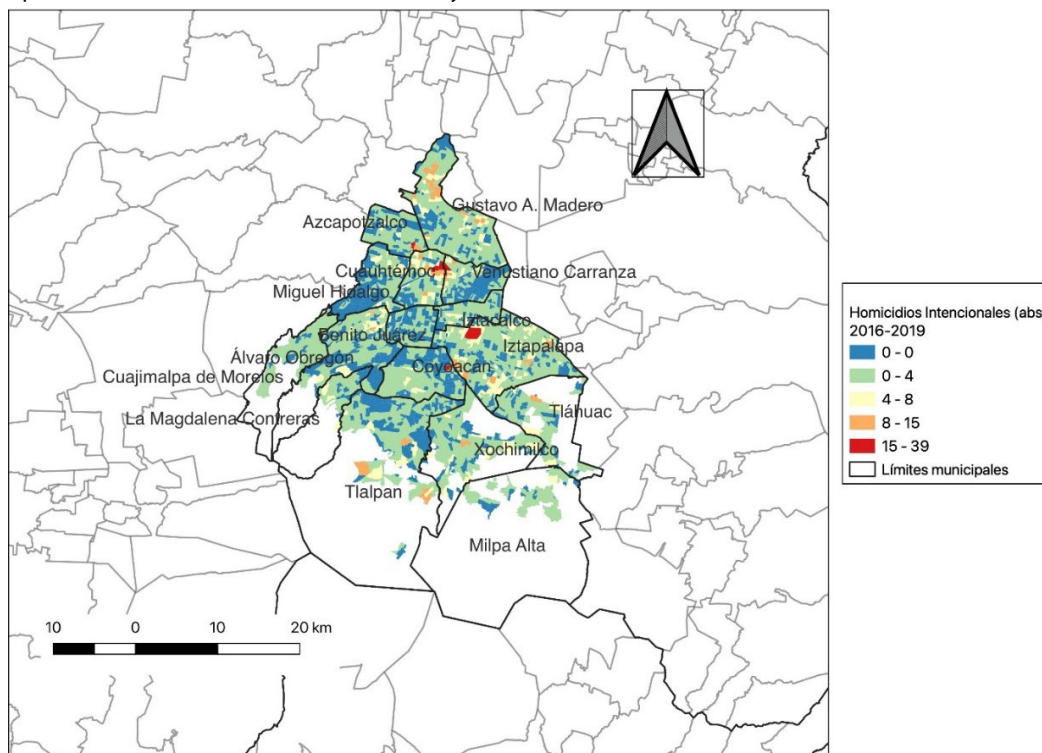 Gustavo A. Madero
Azcapotzalco
Cuauhtémoc
Venustiano Carranza
Miguel Hidalgo
Iztacalco
Benito Juárez
Iztapalapa
Álvaro Obregón
Coyoacán
Cuajimalpa de Morelos
Tláhuac
La Magdalena Contreras
Xochimilco
Tlalpan
Milpa Alta
10 0 10 20 km
Homicidios Intencionales (abs
2016-2019
0 - 0
0 - 4
4 - 8
8 - 15
15 - 39
Límites municipales